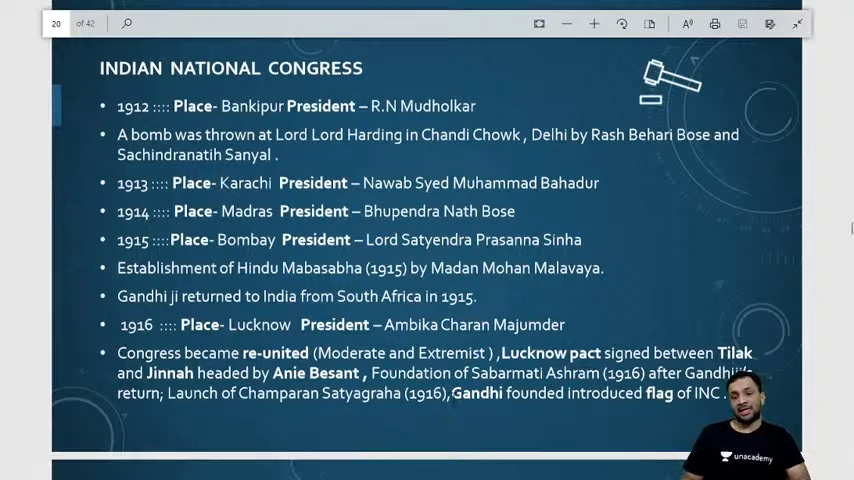 20 of 42
INDIAN NATIONAL CONGRESS
• 1912 :::: Place- Bankipur President – R.N Mudholkar
• A bomb was thrown at Lord Lord Harding in Chandi Chowk , Delhi by Rash Behari Bose and
Sachindranatih Sanyal .
• 1913 :::: Place- Karachi President – Nawab Syed Muhammad Bahadur
• 1914 :::: Place- Madras President – Bhupendra Nath Bose
• 1915 ::::Place- Bombay President – Lord Satyendra Prasanna Sinha
• Establishment of Hindu Mabasabha (1915) by Madan Mohan Malavaya.
• Gandhi ji returned to India from South Africa in 1915.
• 1916 :::: Place- Lucknow President – Ambika Charan Majumder
• Congress became re-united (Moderate and Extremist ) ,Lucknow pact signed between Tilak
and Jinnah headed by Anie Besant , Foundation of Sabarmati Ashram (1916) after Gandhiji's
return; Launch of Champaran Satyagraha (1916),Gandhi founded introduced flag of INC .
unacademy